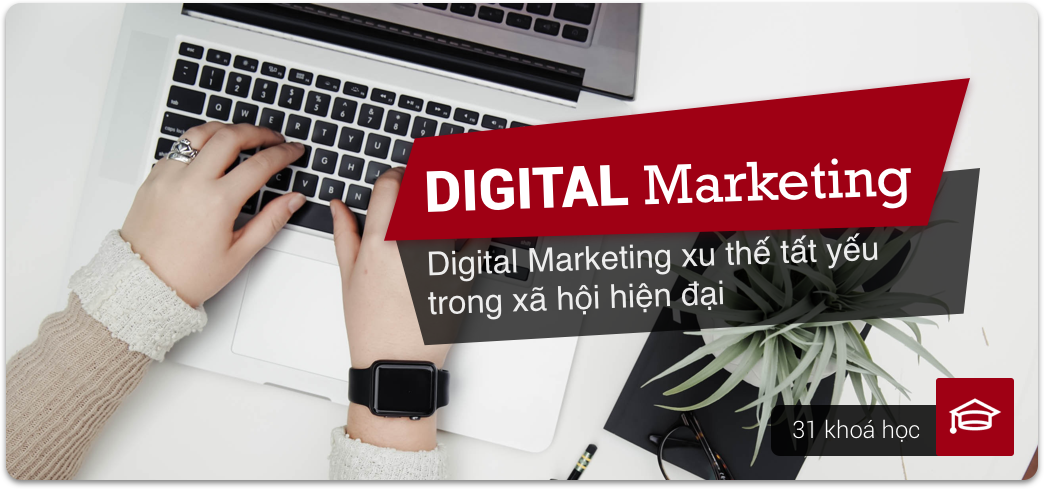 DIGITAL Marketing
Digital Marketing xu thế tất yếu
trong xã hội hiện đại
31 khoá học